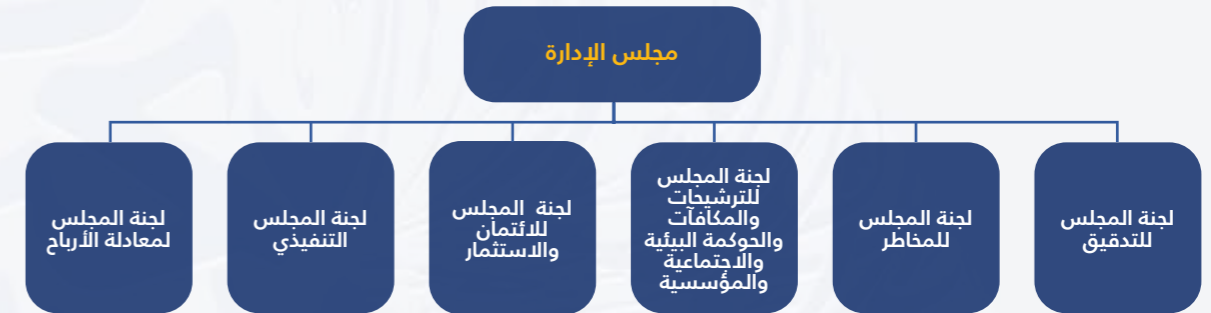 مجلس الإدارة
لجنة المجلس
للتدقيق
لجنة المجلس
للمخاطر
لجنة المجلس
للترشيحات
والمكافآت
والحوكمة البيئية
والاجتماعية
والمؤسسية
لجنة المجلس
للائتمان
والاستثمار
لجنة المجلس
التنفيذي
لجنة المجلس
لمعادلة الأرباح